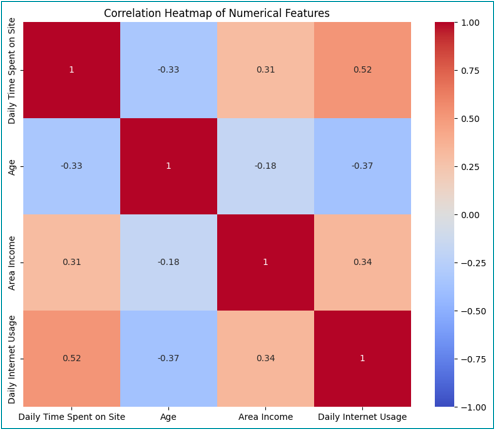 Correlation Heatmap of Numerical Features
Daily Time Spent on Site
1
-0.33
0.31
0.52
Age
-0.33
1
-0.18
-0.37
Area Income
0.31
-0.18
1
0.34
Daily Internet Usage
0.52
-0.37
0.34
1
Daily Time Spent on Site
Age
Area Income
Daily Internet Usage
1.00
0.75
0.50
0.25
0.00
−0.25
−0.50
−0.75
−1.00